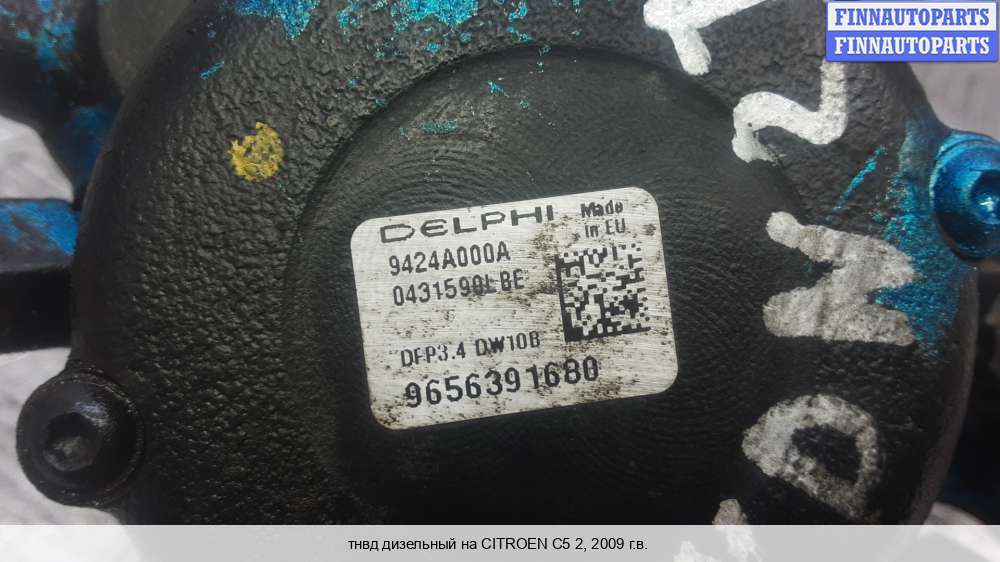 FINNAUTOPARTS
FINNAUTOPARTS
DELPHI
Made
in EU
9424A000A
0431590LBE
DFP3.4 DW10B
9656391680
тнвд дизельный на CITROEN C5 2, 2009 г.в.